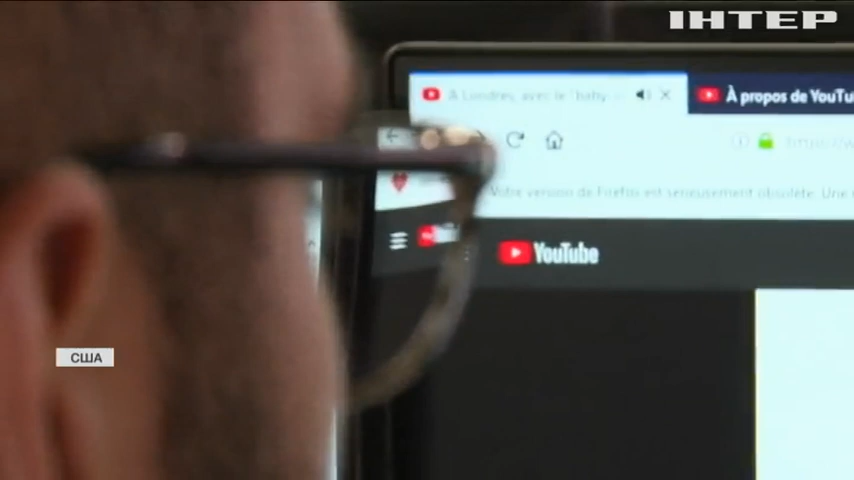 ІНТЕР
À Londres, avec le "baby-
À propos de YouTu
Votre version de Firefox est sérieusement obsolète. Une
YouTube
США